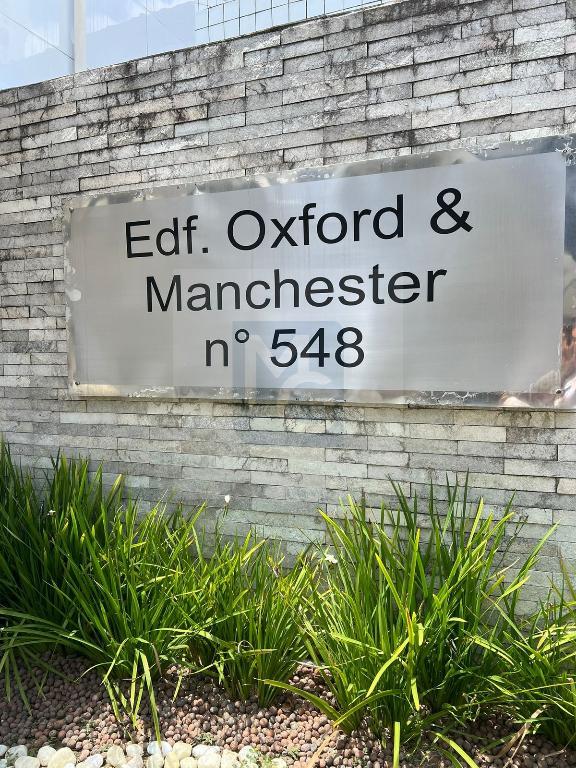 Edf. Oxford &
Manchester
n° 548